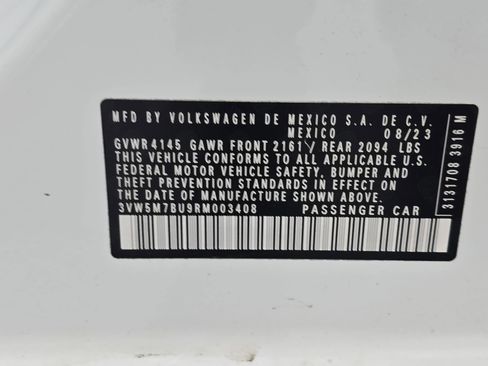 MFD BY VOLKSWAGEN DE MEXICO S.A. DE C.V.
MEXICO 08/23
GVWR 4145 GAWR FRONT 2161 / REAR 2094 LBS
THIS VEHICLE CONFORMS TO ALL APPLICABLE U.S.
FEDERAL MOTOR VEHICLE SAFETY, BUMPER, AND
THEFT PREVENTION STANDARDS IN EFFECT ON
THE DATE OF MANUFACTURE SHOWN ABOVE.
3VW5M7BU9RM003408 PASSENGER CAR
3131708 3916 M